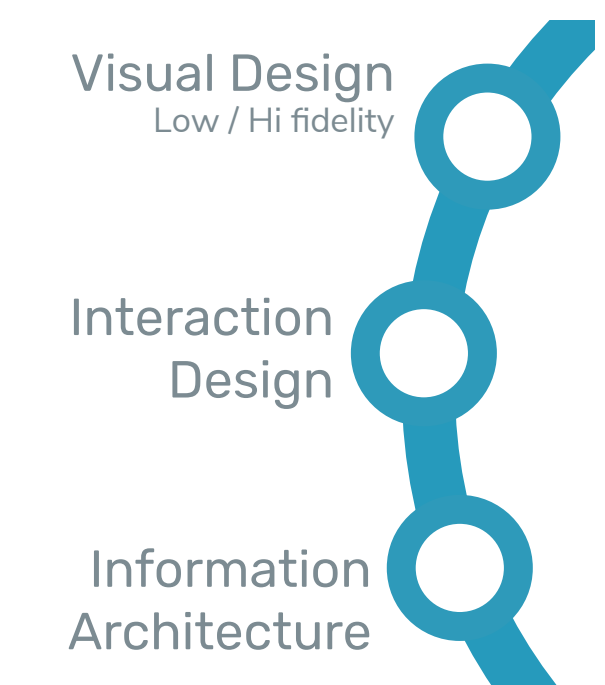 Visual Design
Low / Hi fidelity
Interaction
Design
Information
Architecture